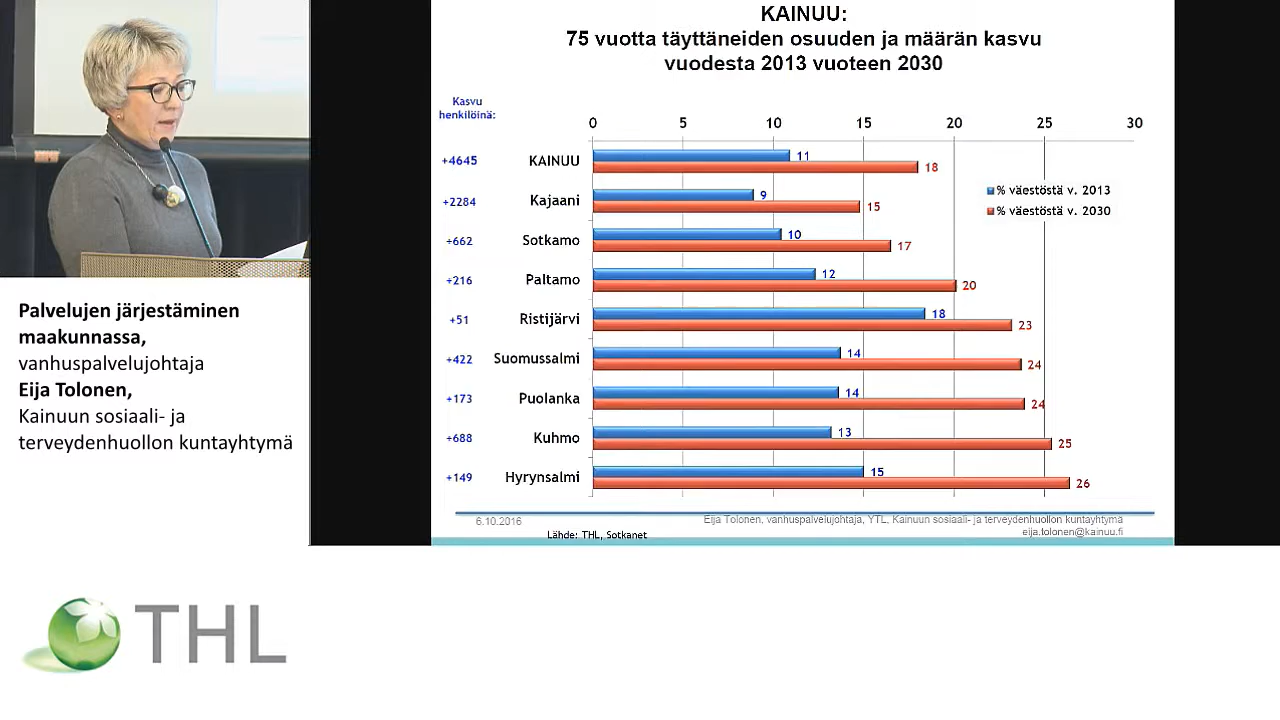 KAINUU:
75 vuotta täyttäneiden osuuden ja määrän kasvu
vuodesta 2013 vuoteen 2030
Kasvu
henkilöinä:
0 5 10 15 20 25 30
+4645 KAINUU 11 18
+2284 Kajaani 9 15
+662 Sotkamo 10 17
+216 Paltamo 12 20
+51 Ristijärvi 18 23
+422 Suomussalmi 14 24
+173 Puolanka 14 24
+688 Kuhmo 13 25
+149 Hyrynsalmi 15 26
% väestöstä v. 2013
% väestöstä v. 2030
6.10.2016
Eija Tolonen, vanhuspalvelujohtaja, YTL, Kainuun sosiaali- ja terveydenhuollon kuntayhtymä
eija.tolonen@kainuu.fi
Lähde: THL, Sotkanet
Palvelujen järjestäminen
maakunnassa,
vanhuspalvelujohtaja
Eija Tolonen,
Kainuun sosiaali- ja
terveydenhuollon kuntayhtymä
THL